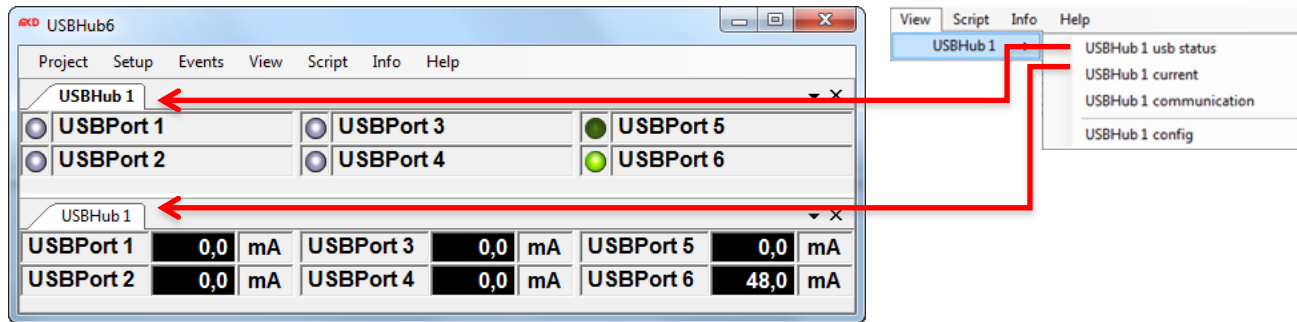 MCD USBHub6
Project Setup Events View Script Info Help
USBHub 1
USBPort 1 USBPort 3 USBPort 5
USBPort 2 USBPort 4 USBPort 6
USBHub 1
USBPort 1 0,0 mA USBPort 3 0,0 mA USBPort 5 0,0 mA
USBPort 2 0,0 mA USBPort 4 0,0 mA USBPort 6 48,0 mA
View Script Info Help
USBHub 1
USBHub 1 usb status
USBHub 1 current
USBHub 1 communication
USBHub 1 config